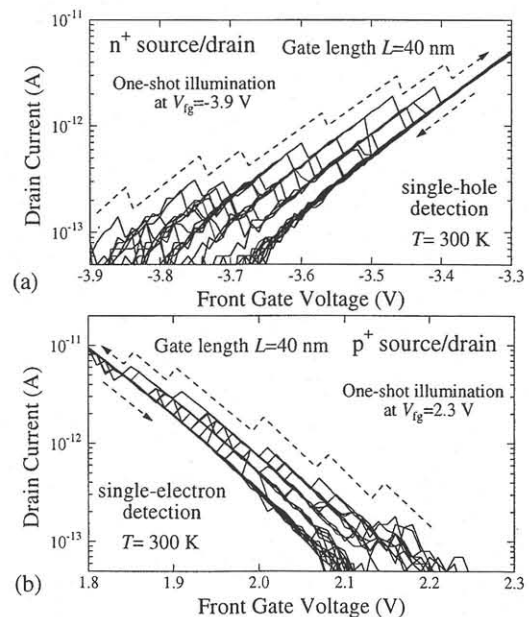 10⁻¹¹
n⁺ source/drain
Gate length L=40 nm
One-shot illumination
at V_fg=-3.9 V
10⁻¹²
Drain Current (A)
single-hole
detection
10⁻¹³
T= 300 K
-3.9
-3.8
-3.7
-3.6
-3.5
-3.4
-3.3
(a)
Front Gate Voltage (V)
10⁻¹¹
Gate length L=40 nm
p⁺ source/drain
One-shot illumination
at V_fg=2.3 V
10⁻¹²
Drain Current (A)
single-electron
detection
10⁻¹³
T= 300 K
(b)
1.8
1.9
2.0
2.1
2.2
2.3
Front Gate Voltage (V)